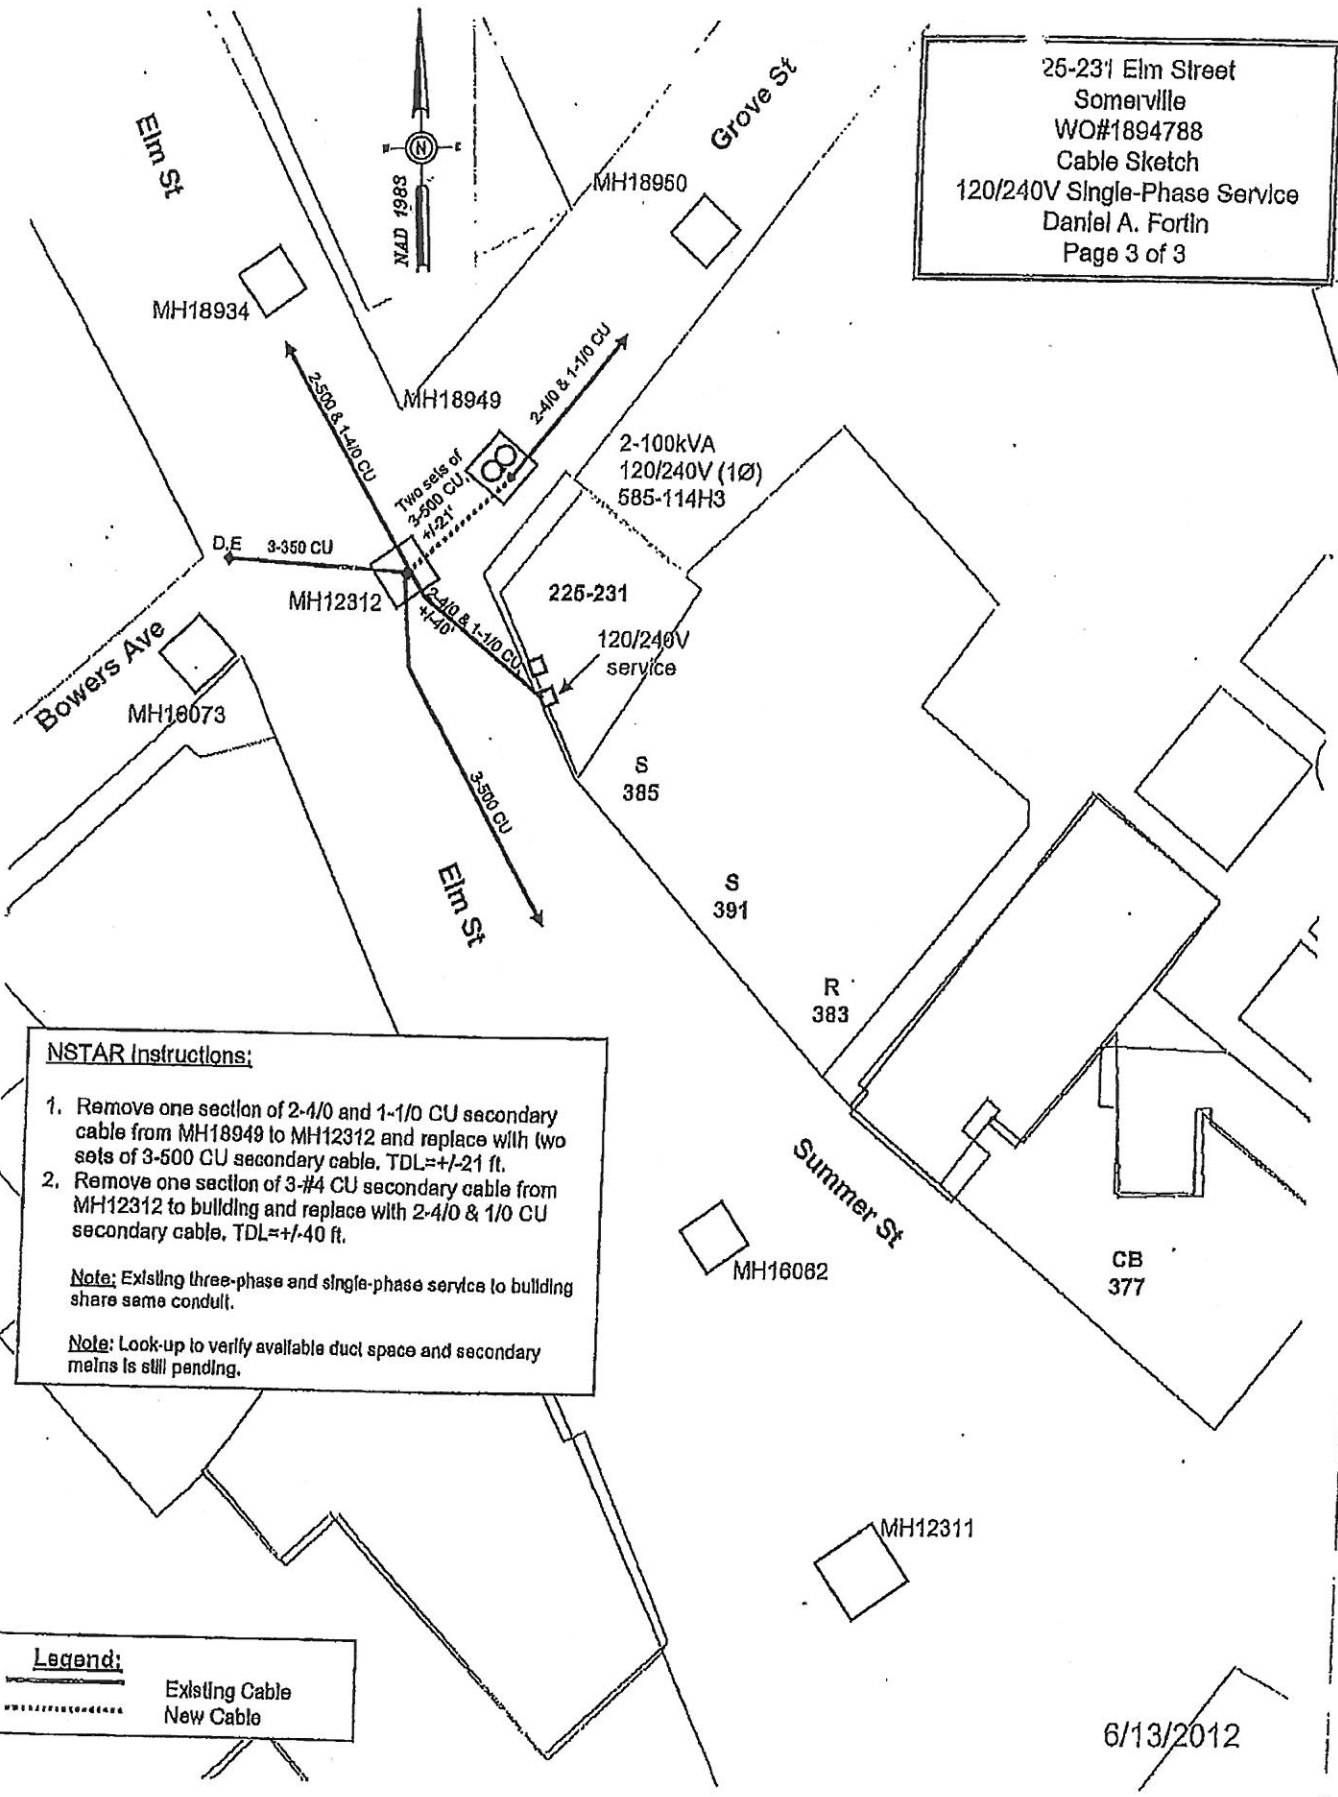 25-231 Elm Street
Somerville
WO#1894788
Cable Sketch
120/240V Single-Phase Service
Daniel A. Fortin
Page 3 of 3
Elm St
Grove St
N
NAD 1983
MH18950
MH18934
MH18949
2-500 & 1-4/0 CU
2-4/0 & 1-1/0 CU
Two sets of
3-500 CU,
+/-21'
2-100kVA
120/240V (1Ø)
585-114H3
D.E
3-350 CU
MH12312
2-4/0 & 1-1/0 CU,
+/-40'
225-231
120/240V
service
Bowers Ave
MH16073
3-500 CU
S
385
Elm St
S
391
R
383
NSTAR Instructions:
1. Remove one section of 2-4/0 and 1-1/0 CU secondary
cable from MH18949 to MH12312 and replace with two
sets of 3-500 CU secondary cable. TDL=+/-21 ft.
2. Remove one section of 3-#4 CU secondary cable from
MH12312 to building and replace with 2-4/0 & 1/0 CU
secondary cable. TDL=+/-40 ft.
Note: Existing three-phase and single-phase service to building
share same conduit.
Note: Look-up to verify available duct space and secondary
mains is still pending.
Summer St
MH16062
CB
377
MH12311
Legend:
Existing Cable
New Cable
6/13/2012